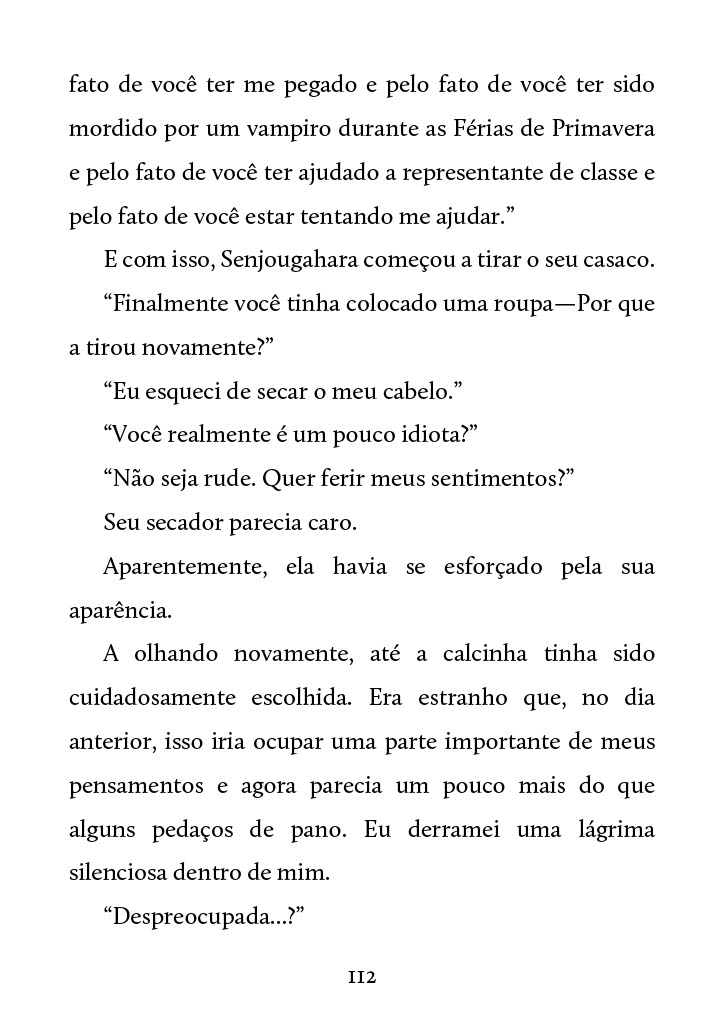 fato de você ter me pegado e pelo fato de você ter sido
mordido por um vampiro durante as Férias de Primavera
e pelo fato de você ter ajudado a representante de classe e
pelo fato de você estar tentando me ajudar.”
E com isso, Senjougahara começou a tirar o seu casaco.
“Finalmente você tinha colocado uma roupa—Por que
a tirou novamente?”
“Eu esqueci de secar o meu cabelo.”
“Você realmente é um pouco idiota?”
“Não seja rude. Quer ferir meus sentimentos?”
Seu secador parecia caro.
Aparentemente, ela havia se esforçado pela sua
aparência.
A olhando novamente, até a calcinha tinha sido
cuidadosamente escolhida. Era estranho que, no dia
anterior, isso iria ocupar uma parte importante de meus
pensamentos e agora parecia um pouco mais do que
alguns pedaços de pano. Eu derramei uma lágrima
silenciosa dentro de mim.
“Despreocupada...?”
112